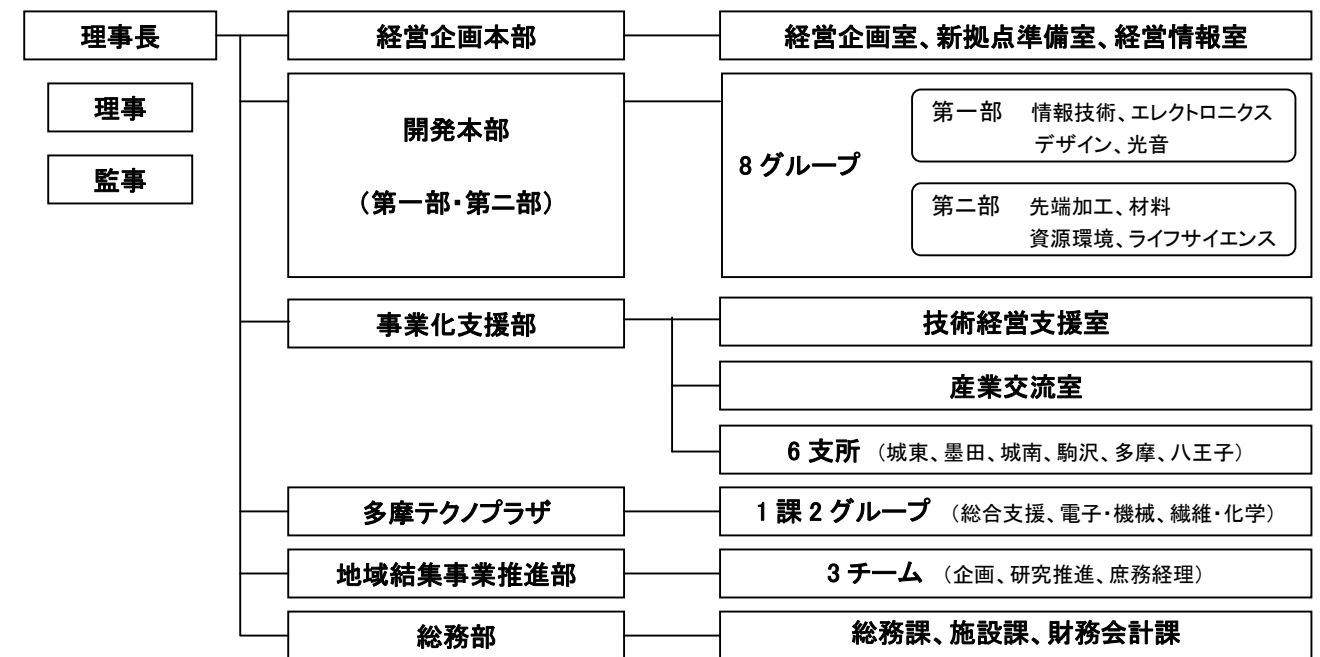 理事長
理事
監事
経営企画本部
経営企画室、新拠点準備室、経営情報室
開発本部
（第一部・第二部）
8 グループ
第一部 情報技術、エレクトロニクス
デザイン、光音
第二部 先端加工、材料
資源環境、ライフサイエンス
事業化支援部
技術経営支援室
産業交流室
6 支所 （城東、墨田、城南、駒沢、多摩、八王子）
多摩テクノプラザ
1 課 2 グループ （総合支援、電子・機械、繊維・化学）
地域結集事業推進部
3 チーム （企画、研究推進、庶務経理）
総務部
総務課、施設課、財務会計課